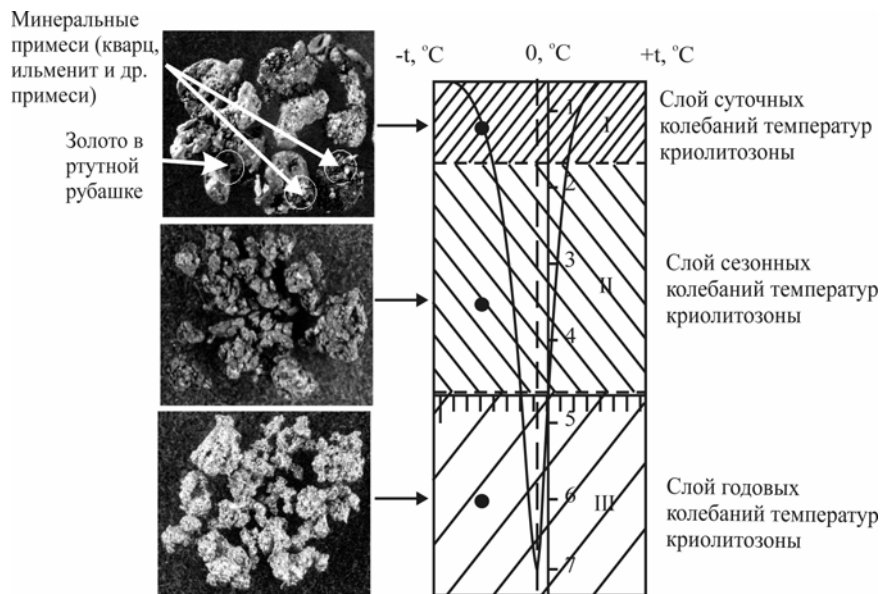 Минеральные
примеси (кварц,
ильменит и др.
примеси)
Золото в
ртутной
рубашке
-t, °C
0, °C
+t, °C
1
I
2
3
II
4
5
6
III
7
Слой суточных
колебаний температур
криолитозоны
Слой сезонных
колебаний температур
криолитозоны
Слой годовых
колебаний температур
криолитозоны